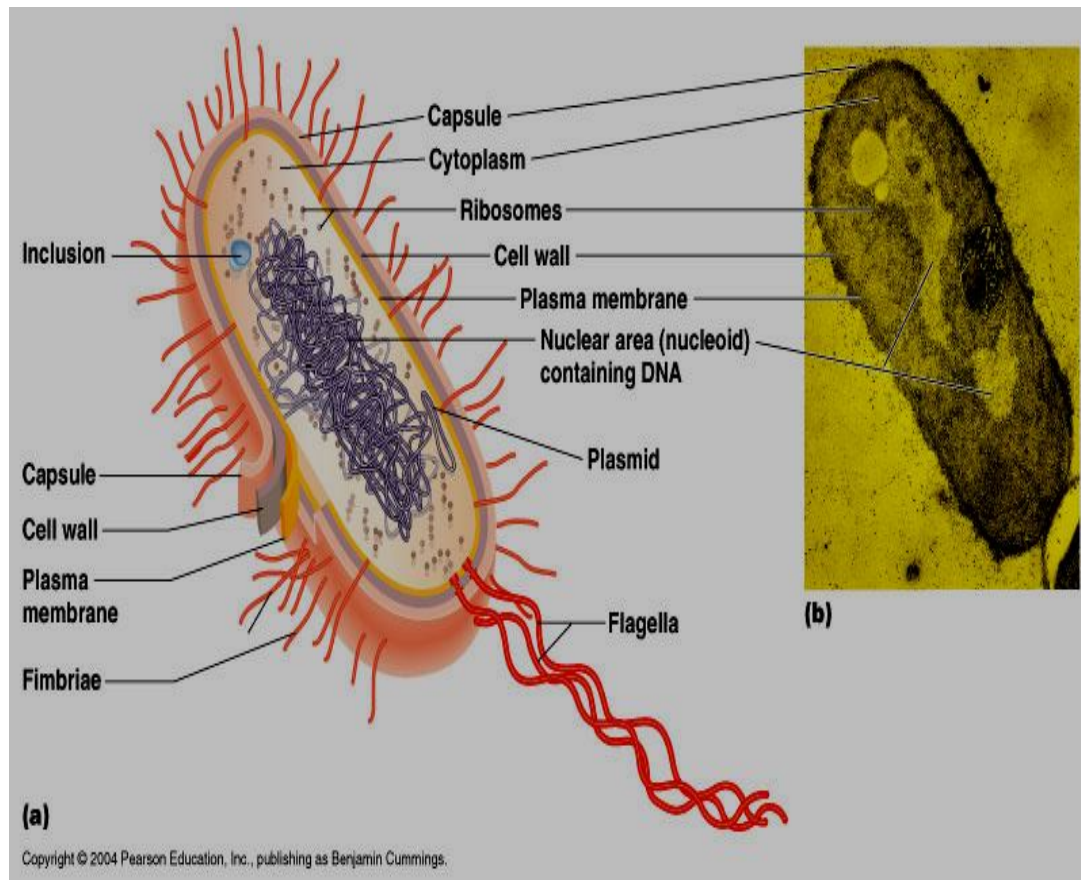 Capsule
Cytoplasm
Ribosomes
Inclusion
Cell wall
Plasma membrane
Nuclear area (nucleoid)
containing DNA
Plasmid
Capsule
Cell wall
Plasma
membrane
Flagella
(b)
Fimbriae
(a)
Copyright © 2004 Pearson Education, Inc., publishing as Benjamin Cummings.